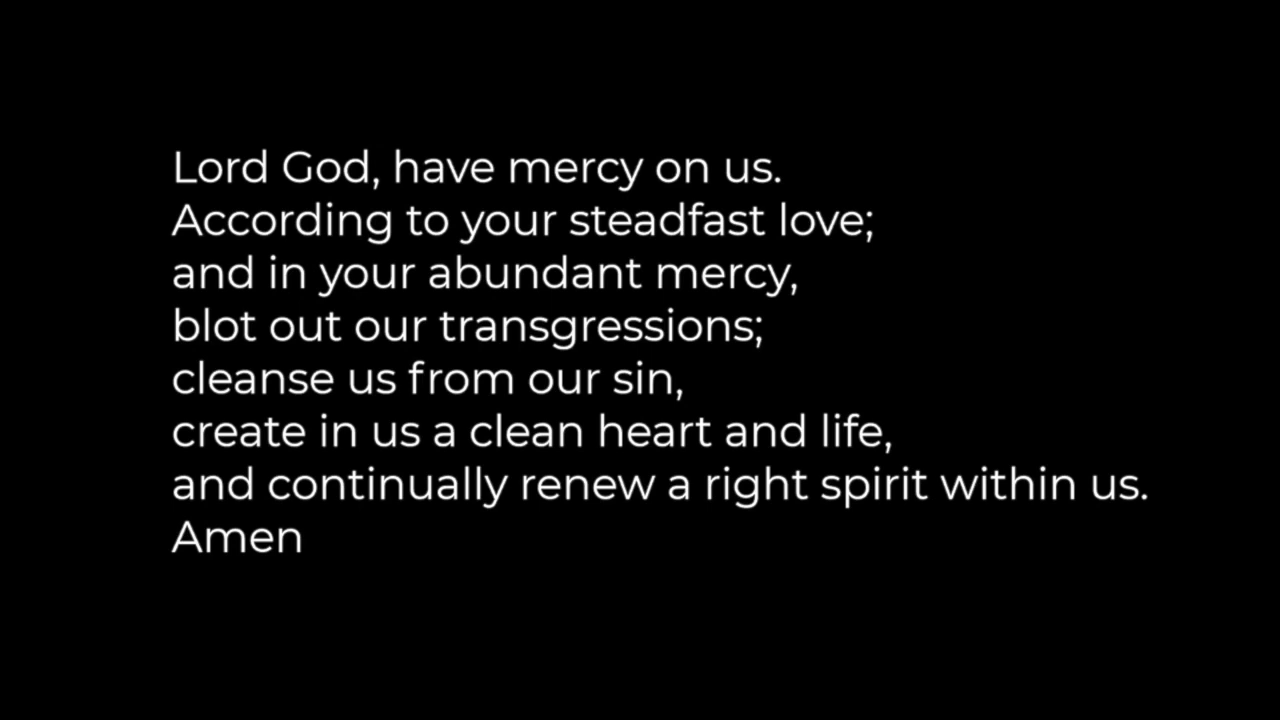 Lord God, have mercy on us.
According to your steadfast love;
and in your abundant mercy,
blot out our transgressions;
cleanse us from our sin,
create in us a clean heart and life,
and continually renew a right spirit within us.
Amen